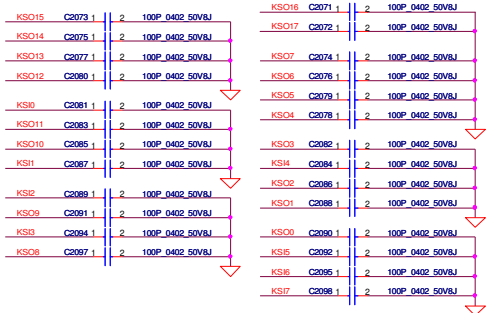 KSO15 C2073 1 2 100P_0402_50V8J
KSO14 C2075 1 2 100P_0402_50V8J
KSO13 C2077 1 2 100P_0402_50V8J
KSO12 C2080 1 2 100P_0402_50V8J
KSI0 C2081 1 2 100P_0402_50V8J
KSO11 C2083 1 2 100P_0402_50V8J
KSO10 C2085 1 2 100P_0402_50V8J
KSI1 C2087 1 2 100P_0402_50V8J
KSI2 C2089 1 2 100P_0402_50V8J
KSO9 C2091 1 2 100P_0402_50V8J
KSI3 C2094 1 2 100P_0402_50V8J
KSO8 C2097 1 2 100P_0402_50V8J
KSO16 C2071 1 2 100P_0402_50V8J
KSO17 C2072 1 2 100P_0402_50V8J
KSO7 C2074 1 2 100P_0402_50V8J
KSO6 C2076 1 2 100P_0402_50V8J
KSO5 C2079 1 2 100P_0402_50V8J
KSO4 C2078 1 2 100P_0402_50V8J
KSO3 C2082 1 2 100P_0402_50V8J
KSI4 C2084 1 2 100P_0402_50V8J
KSO2 C2086 1 2 100P_0402_50V8J
KSO1 C2088 1 2 100P_0402_50V8J
KSO0 C2090 1 2 100P_0402_50V8J
KSI5 C2092 1 2 100P_0402_50V8J
KSI6 C2095 1 2 100P_0402_50V8J
KSI7 C2098 1 2 100P_0402_50V8J